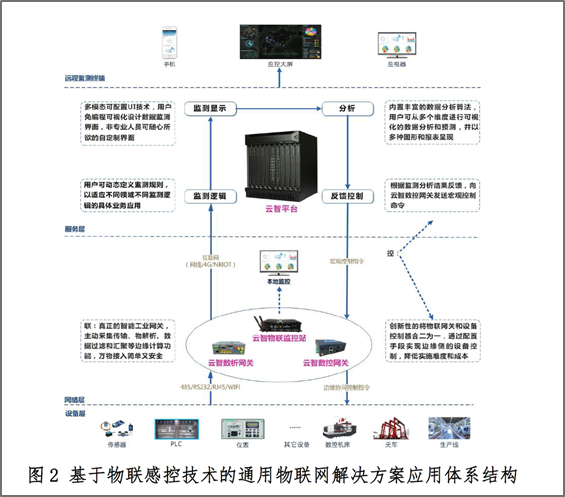 手机
监控大屏
监视器
远程监测终端
多模态可配置UI技术，用户
免编程可视化设计数据监测
界面，非专业人员可随心所
欲的自定制界面
监测显示
分析
内置丰富的数据分析算法，
用户可从多个维度进行可视
化的数据分析和预测，并以
多种图形和报表呈现
用户可动态定义监测规则，
以适应不同领域不同监测逻
辑的具体业务应用
监测逻辑
云智平台
反馈控制
根据监测分析结果反馈，向
云智数控网关发送宏观控制
命令
服务层
互联网
(网线/4G/NBIOT)
本地监控
宏观控制指令
控：
联：真正的智能工业网关，
主动采集传输、物解析、数
据过滤和汇聚等边缘计算功
能，万物接入简单又安全
云智物联监控站
云智数析网关
云智数控网关
创新性的将物联网关和设备
控制器合二为一，通过配置
手段实现边缘侧的设备控
制，降低实施难度和成本
485/RS232/RJ45/WIFI
边缘协同控制指令
网络层
设备层
传感器
PLC
仪表
......
其它设备
数控机床
天车
生产线
图2 基于物联感控技术的通用物联网解决方案应用体系结构